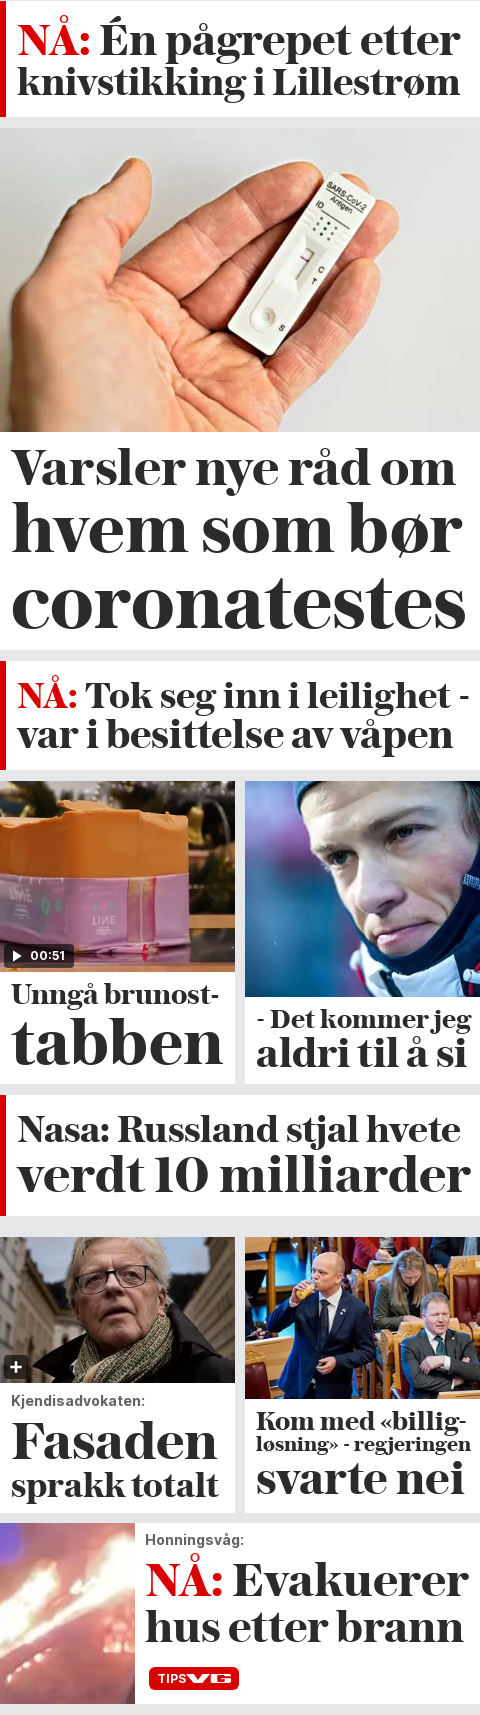 NÅ: Én pågrepet etter
knivstikking i Lillestrøm
SARS-CoV-2
Antigen
ID
C
T
S
Varsler nye råd om
hvem som bør
coronatestes
NÅ: Tok seg inn i leilighet -
var i besittelse av våpen
TINE
00:51
Unngå brunost-
tabben
- Det kommer jeg
aldri til å si
Nasa: Russland stjal hvete
verdt 10 milliarder
Kjendisadvokaten:
Fasaden
sprakk totalt
Kom med «billig-
løsning» - regjeringen
svarte nei
Honningsvåg:
NÅ: Evakuerer
hus etter brann
TIPS VG